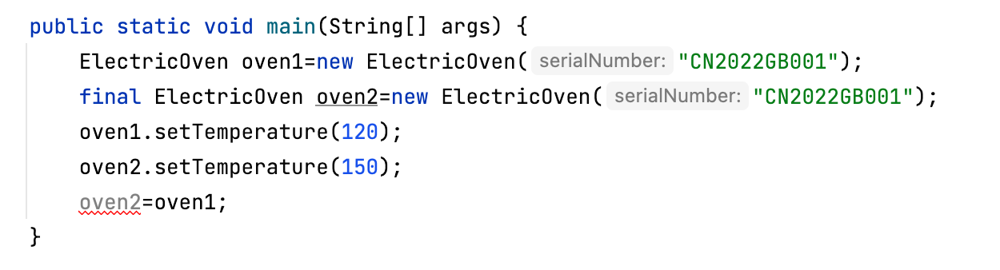 public static void main(String[] args) {
ElectricOven oven1=new ElectricOven( serialNumber: "CN2022GB001");
final ElectricOven oven2=new ElectricOven( serialNumber: "CN2022GB001");
oven1.setTemperature(120);
oven2.setTemperature(150);
oven2=oven1;
}